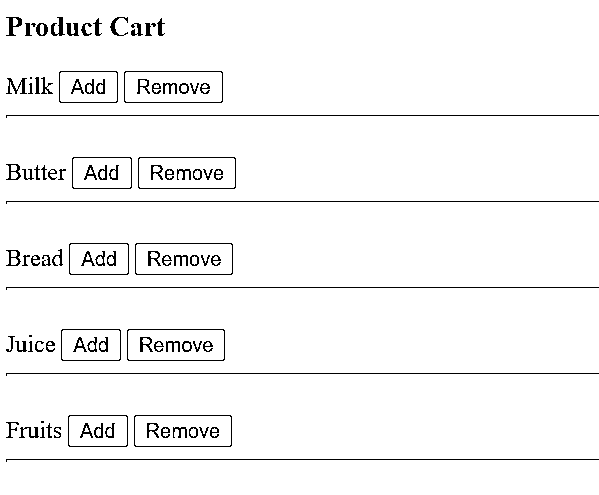 Product Cart
Milk Add Remove
Butter Add Remove
Bread Add Remove
Juice Add Remove
Fruits Add Remove